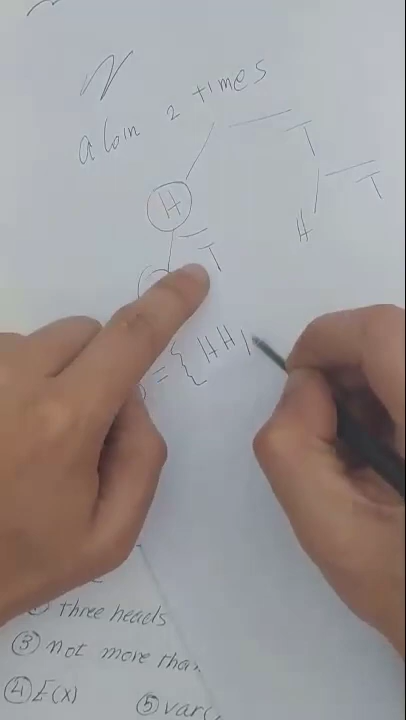 a Coin 2 times
T
H
T
H
T
= { HH,
three heads
③ not more than
④ E(X) ⑤ var(